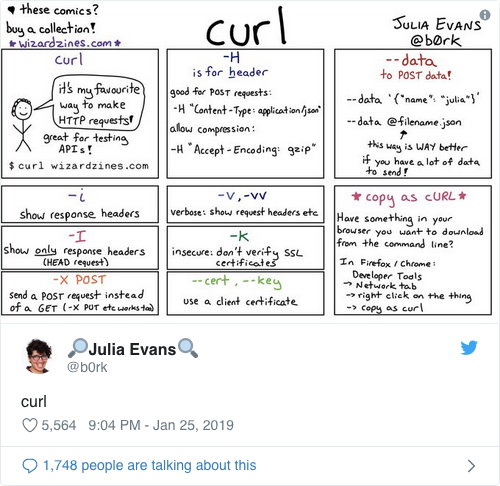 ♥ these comics?
buy a collection!
★ wizardzines.com ★
curl
JULIA EVANS
@b0rk
curl
it's my favourite
way to make
HTTP requests!
great for testing
APIs!
$ curl wizardzines.com
-H
is for header
good for POST requests:
-H "Content-Type: application/json"
allow compression:
-H "Accept-Encoding: gzip"
--data
to POST data!
--data '{"name": "julia"}'
--data @filename.json
this way is WAY better
if you have a lot of data
to send!
-i
show response headers
-I
show only response headers
(HEAD request)
-X POST
send a POST request instead
of a GET (-X PUT etc works too)
-v, -vv
verbose: show request headers etc
-k
insecure: don't verify SSL
certificates
--cert, --key
use a client certificate
★ copy as cURL ★
Have something in your
browser you want to download
from the command line?
In Firefox / Chrome:
Developer Tools
-> Network tab
-> right click on the thing
-> copy as curl
🔎Julia Evans🔍
@b0rk
curl
5,564 9:04 PM - Jan 25, 2019
1,748 people are talking about this